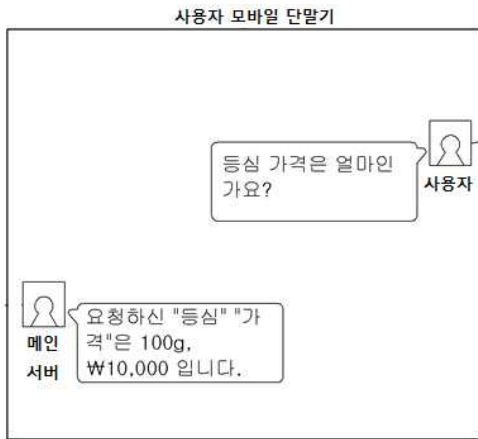 사용자 모바일 단말기
등심 가격은 얼마인
가요?
사용자
요청하신 "등심" "가
격"은 100g,
₩10,000 입니다.
메인
서버